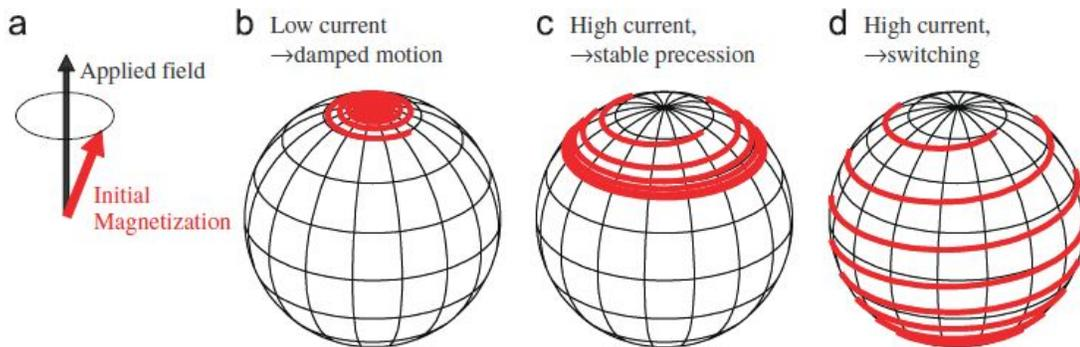 a
Applied field
Initial
Magnetization
b
Low current
→damped motion
c
High current,
→stable precession
d
High current,
→switching